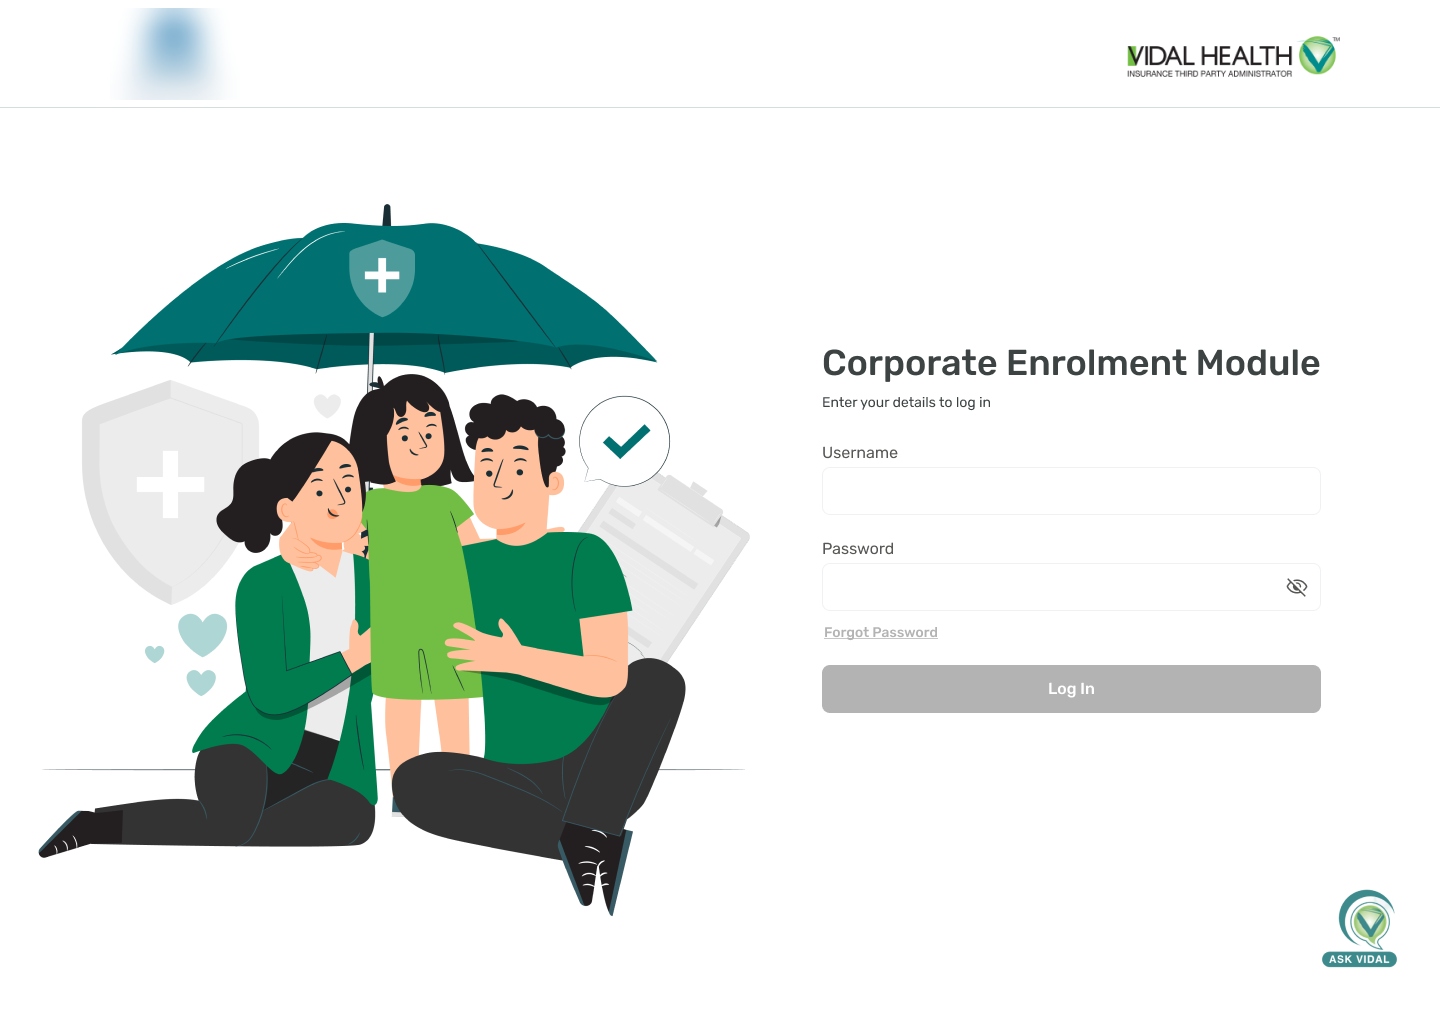 VIDAL HEALTH
TM
INSURANCE THIRD PARTY ADMINISTRATOR
Corporate Enrolment Module
Enter your details to log in
Username
Password
Forgot Password
Log In
ASK VIDAL